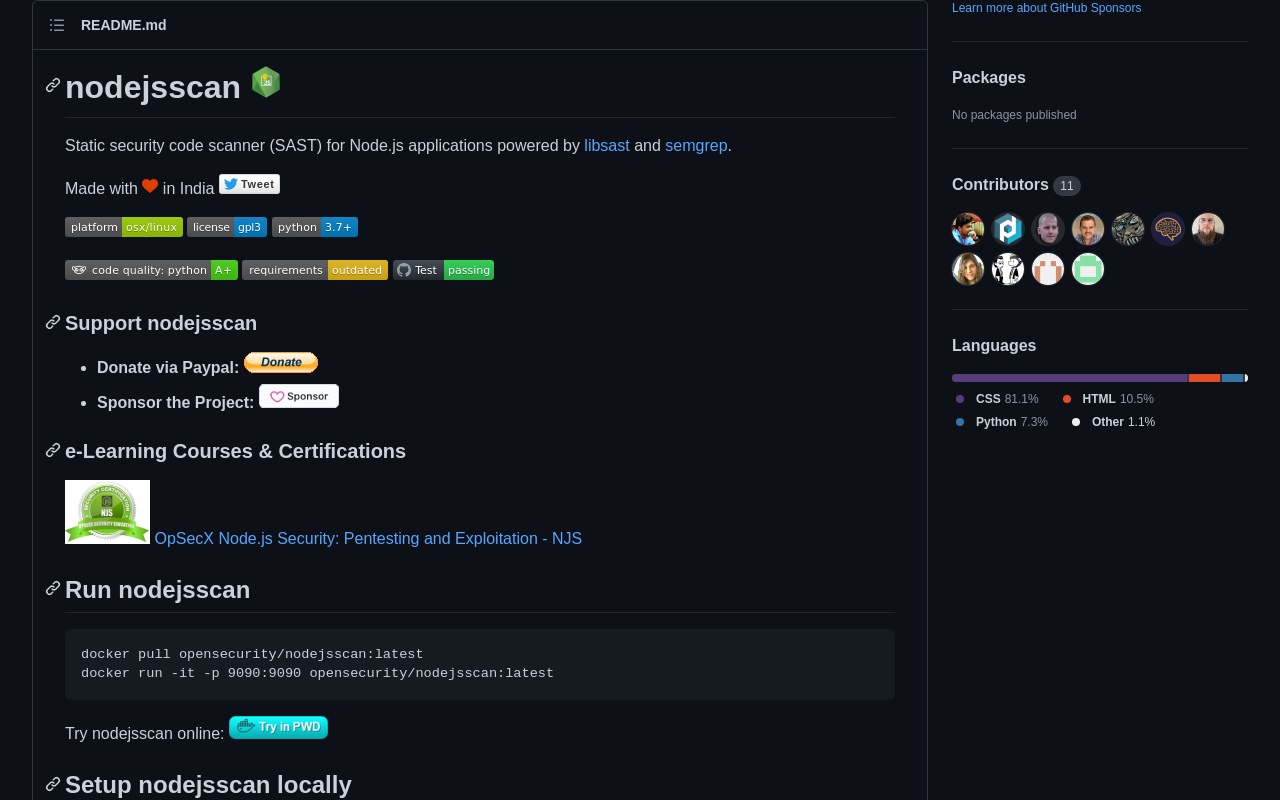 Learn more about GitHub Sponsors
README.md
nodejsscan
Static security code scanner (SAST) for Node.js applications powered by libsast and semgrep.
Made with in India Tweet
platform osx/linux license gpl3 python 3.7+
code quality: python A+ requirements outdated Test passing
Support nodejsscan
Donate via Paypal: Donate
Sponsor the Project: Sponsor
e-Learning Courses & Certifications
SECURITY CERTIFICATION
NJS
OpSecX Node.js Security: Pentesting and Exploitation - NJS
Run nodejsscan
docker pull opensecurity/nodejsscan:latest
docker run -it -p 9090:9090 opensecurity/nodejsscan:latest
Try nodejsscan online: Try in PWD
Setup nodejsscan locally
Packages
No packages published
Contributors 11
Languages
CSS 81.1% HTML 10.5%
Python 7.3% Other 1.1%